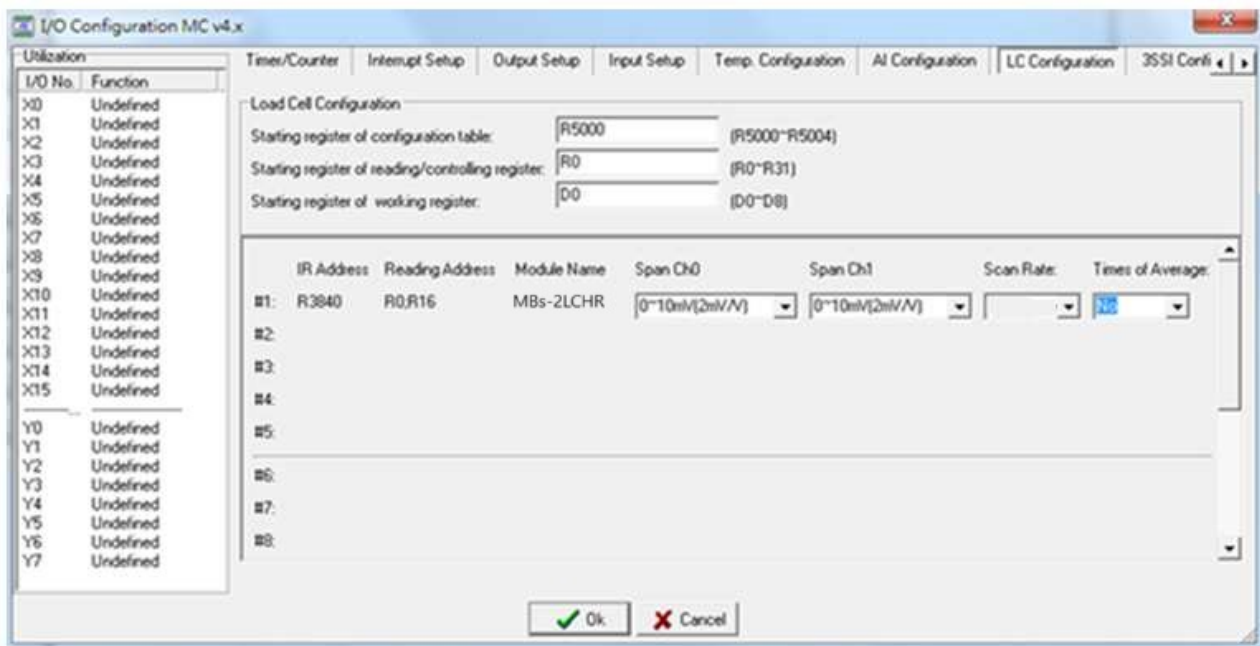 I/O Configuration MC v4.x
Utilization
I/O No. Function
X0 Undefined
X1 Undefined
X2 Undefined
X3 Undefined
X4 Undefined
X5 Undefined
X6 Undefined
X7 Undefined
X8 Undefined
X9 Undefined
X10 Undefined
X11 Undefined
X12 Undefined
X13 Undefined
X14 Undefined
X15 Undefined
Y0 Undefined
Y1 Undefined
Y2 Undefined
Y3 Undefined
Y4 Undefined
Y5 Undefined
Y6 Undefined
Y7 Undefined
Timer/Counter Interrupt Setup Output Setup Input Setup Temp. Configuration AI Configuration LC Configuration 3SSI Confi
Load Cell Configuration
Starting register of configuration table: R5000 (R5000~R5004)
Starting register of reading/controlling register: R0 (R0~R31)
Starting register of working register: D0 (D0~D8)
IR Address Reading Address Module Name Span Ch0 Span Ch1 Scan Rate: Times of Average:
#1: R3840 R0;R16 MBs-2LCHR 0~10mV(2mV/V) 0~10mV(2mV/V) No
#2:
#3:
#4:
#5:
#6:
#7:
#8:
Ok Cancel